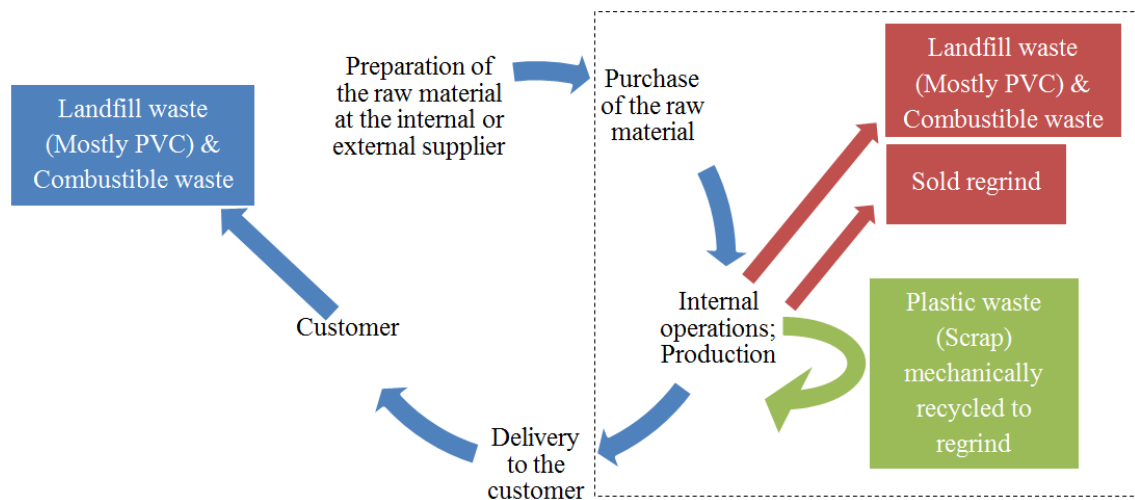 Landfill waste
(Mostly PVC) &
Combustible waste
Preparation of
the raw material
at the internal or
external supplier
Purchase
of the raw
material
Landfill waste
(Mostly PVC) &
Combustible waste
Sold regrind
Internal
operations;
Production
Plastic waste
(Scrap)
mechanically
recycled to
regrind
Delivery
to the
customer
Customer